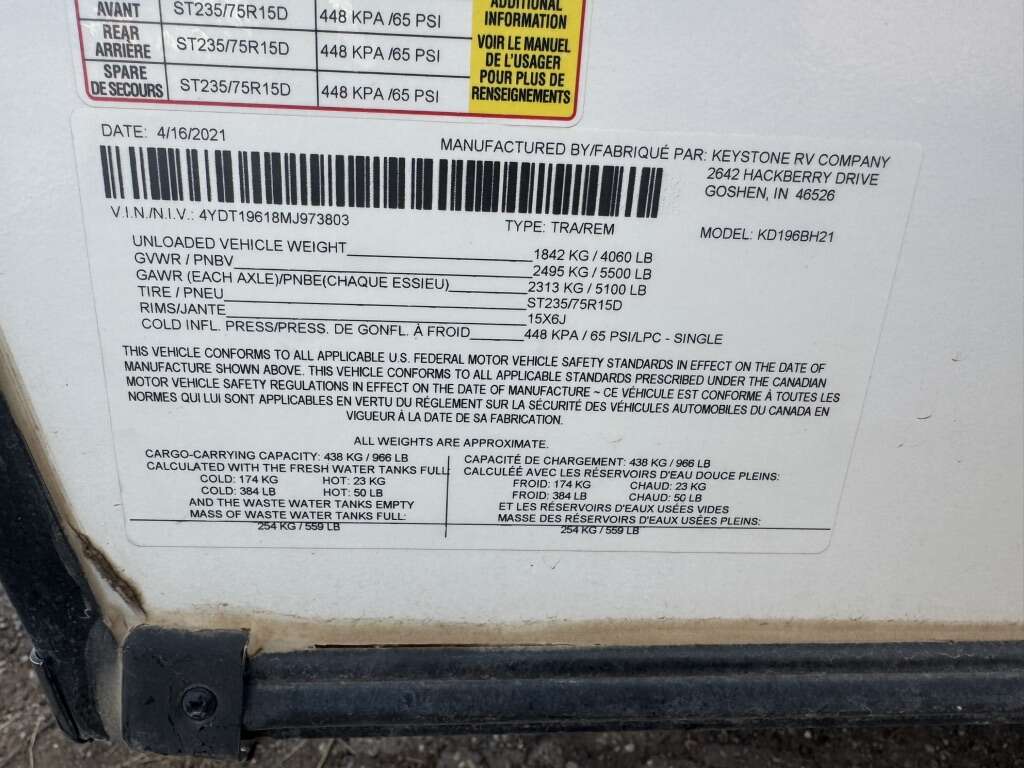 AVANT ST235/75R15D 448 KPA /65 PSI
ADDITIONAL
INFORMATION
REAR
ARRIÈRE ST235/75R15D 448 KPA /65 PSI
VOIR LE MANUEL
DE L'USAGER
POUR PLUS DE
RENSEIGNEMENTS
SPARE
DE SECOURS ST235/75R15D 448 KPA /65 PSI
DATE: 4/16/2021
MANUFACTURED BY/FABRIQUÉ PAR: KEYSTONE RV COMPANY
2642 HACKBERRY DRIVE
GOSHEN, IN 46526
V.I.N./N.I.V.: 4YDT19618MJ973803
TYPE: TRA/REM
MODEL: KD196BH21
UNLOADED VEHICLE WEIGHT 1842 KG / 4060 LB
GVWR / PNBV 2495 KG / 5500 LB
GAWR (EACH AXLE)/PNBE(CHAQUE ESSIEU) 2313 KG / 5100 LB
TIRE / PNEU ST235/75R15D
RIMS/JANTE 15X6J
COLD INFL. PRESS/PRESS. DE GONFL. À FROID 448 KPA / 65 PSI/LPC - SINGLE
THIS VEHICLE CONFORMS TO ALL APPLICABLE U.S. FEDERAL MOTOR VEHICLE SAFETY STANDARDS IN EFFECT ON THE DATE OF
MANUFACTURE SHOWN ABOVE. THIS VEHICLE CONFORMS TO ALL APPLICABLE STANDARDS PRESCRIBED UNDER THE CANADIAN
MOTOR VEHICLE SAFETY REGULATIONS IN EFFECT ON THE DATE OF MANUFACTURE ~ CE VÉHICULE EST CONFORME À TOUTES LES
NORMES QUI LUI SONT APPLICABLES EN VERTU DU RÉGLEMENT SUR LA SÉCURITÉ DES VÉHICULES AUTOMOBILES DU CANADA EN
VIGUEUR À LA DATE DE SA FABRICATION.
ALL WEIGHTS ARE APPROXIMATE.
CARGO-CARRYING CAPACITY: 438 KG / 966 LB
CALCULATED WITH THE FRESH WATER TANKS FULL
COLD: 174 KG HOT: 23 KG
COLD: 384 LB HOT: 50 LB
AND THE WASTE WATER TANKS EMPTY
MASS OF WASTE WATER TANKS FULL:
254 KG / 559 LB
CAPACITÉ DE CHARGEMENT: 438 KG / 966 LB
CALCULÉE AVEC LES RÉSERVOIRS D'EAU DOUCE PLEINS:
FROID: 174 KG CHAUD: 23 KG
FROID: 384 LB CHAUD: 50 LB
ET LES RÉSERVOIRS D'EAUX USÉES VIDES
MASSE DES RÉSERVOIRS D'EAUX USÉES PLEINS:
254 KG / 559 LB